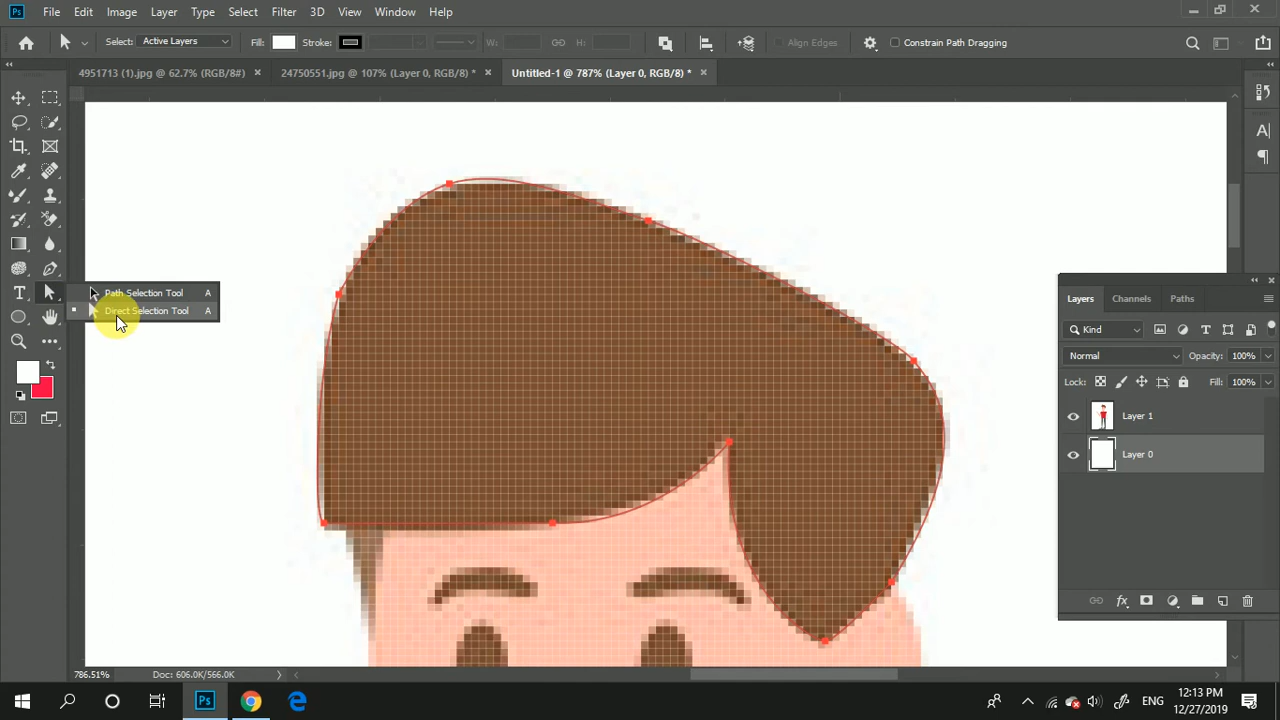 Ps File Edit Image Layer Type Select Filter 3D View Window Help
Select: Active Layers Fill: Stroke: W: H: Align Edges Constrain Path Dragging
4951713 (1).jpg @ 62.7% (RGB/8#) × 24750551.jpg @ 107% (Layer 0, RGB/8) * × Untitled-1 @ 787% (Layer 0, RGB/8) * ×
Path Selection Tool A
Direct Selection Tool A
Layers Channels Paths
Kind
Normal Opacity: 100%
Lock: Fill: 100%
Layer 1
Layer 0
fx
786.51% Doc: 606.0K/566.0K
Ps ENG 12:13 PM
12/27/2019